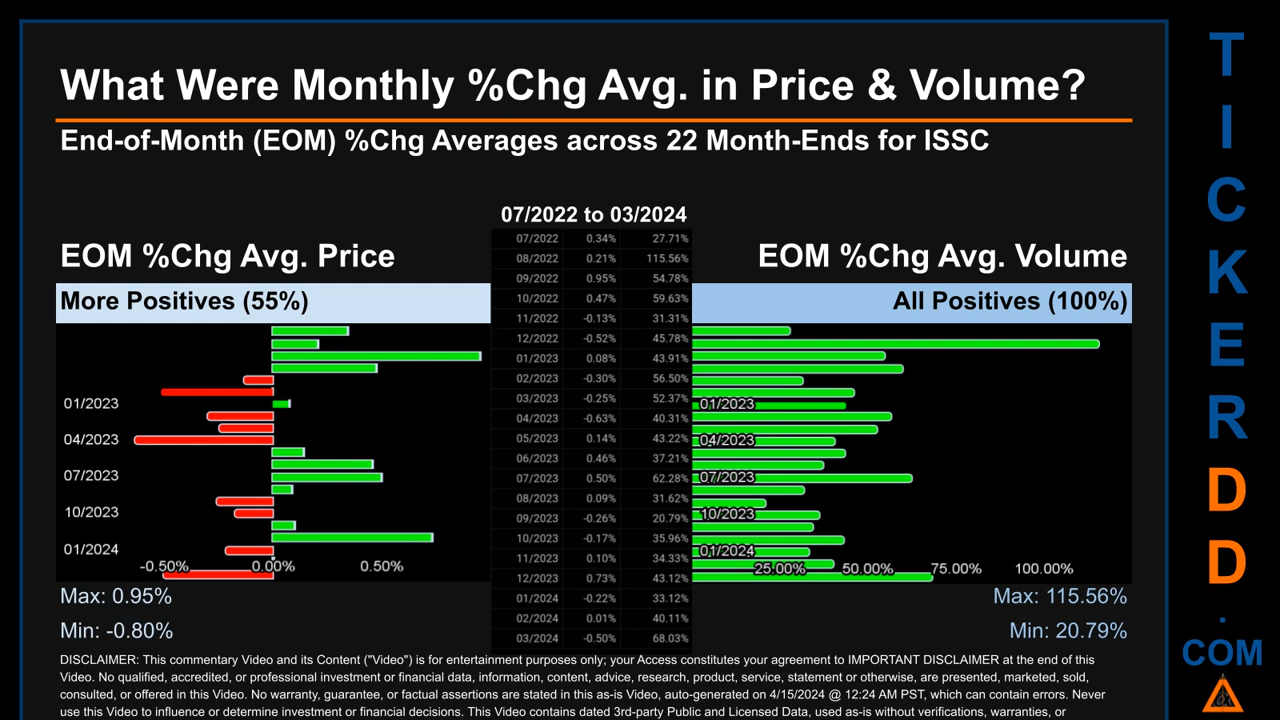 What Were Monthly %Chg Avg. in Price & Volume?
End-of-Month (EOM) %Chg Averages across 22 Month-Ends for ISSC
07/2022 to 03/2024
EOM %Chg Avg. Price
EOM %Chg Avg. Volume
More Positives (55%)
All Positives (100%)
07/2022 0.34% 27.71%
08/2022 0.21% 115.56%
09/2022 0.95% 54.78%
10/2022 0.47% 59.63%
11/2022 -0.13% 31.31%
12/2022 -0.52% 45.78%
01/2023 0.08% 43.91%
02/2023 -0.30% 56.50%
03/2023 -0.25% 52.37%
04/2023 -0.63% 40.31%
05/2023 0.14% 43.22%
06/2023 0.46% 37.21%
07/2023 0.50% 62.28%
08/2023 0.09% 31.62%
09/2023 -0.26% 20.79%
10/2023 -0.17% 35.96%
11/2023 0.10% 34.33%
12/2023 0.73% 43.12%
01/2024 -0.22% 33.12%
02/2024 0.01% 40.11%
03/2024 -0.50% 68.03%
01/2023
04/2023
07/2023
10/2023
01/2024
-0.50% 0.00% 0.50%
01/2023
04/2023
07/2023
10/2023
01/2024
25.00% 50.00% 75.00% 100.00%
Max: 0.95%
Min: -0.80%
Max: 115.56%
Min: 20.79%
DISCLAIMER: This commentary Video and its Content ("Video") is for entertainment purposes only; your Access constitutes your agreement to IMPORTANT DISCLAIMER at the end of this
Video. No qualified, accredited, or professional investment or financial data, information, content, advice, research, product, service, statement or otherwise, are presented, marketed, sold,
consulted, or offered in this Video. No warranty, guarantee, or factual assertions are stated in this as-is Video, auto-generated on 4/15/2024 @ 12:24 AM PST, which can contain errors. Never
use this Video to influence or determine investment or financial decisions. This Video contains dated 3rd-party Public and Licensed Data, used as-is without verifications, warranties, or
T
I
C
K
E
R
D
D
.
COM